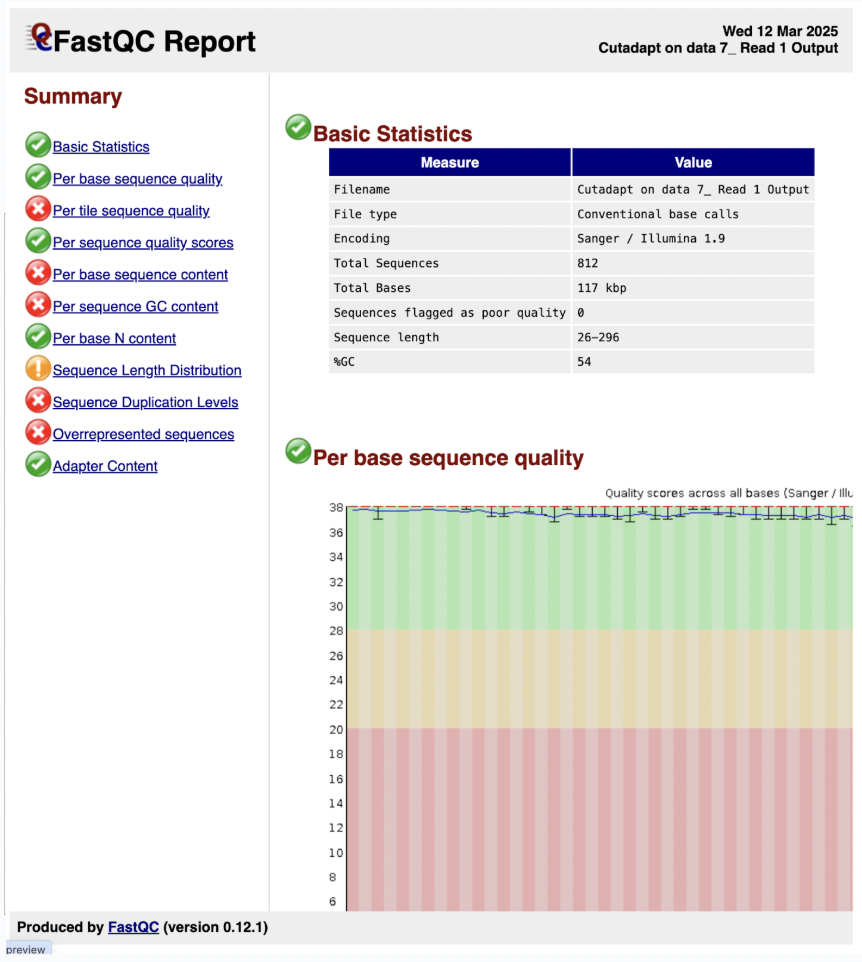 FastQC Report
Wed 12 Mar 2025
Cutadapt on data 7_ Read 1 Output
Summary
Basic Statistics
Per base sequence quality
Per tile sequence quality
Per sequence quality scores
Per base sequence content
Per sequence GC content
Per base N content
Sequence Length Distribution
Sequence Duplication Levels
Overrepresented sequences
Adapter Content
Basic Statistics
Measure Value
Filename Cutadapt on data 7_ Read 1 Output
File type Conventional base calls
Encoding Sanger / Illumina 1.9
Total Sequences 812
Total Bases 117 kbp
Sequences flagged as poor quality 0
Sequence length 26-296
%GC 54
Per base sequence quality
Quality scores across all bases (Sanger / Illu
38
36
34
32
30
28
26
24
22
20
18
16
14
12
10
8
6
Produced by FastQC (version 0.12.1)
preview